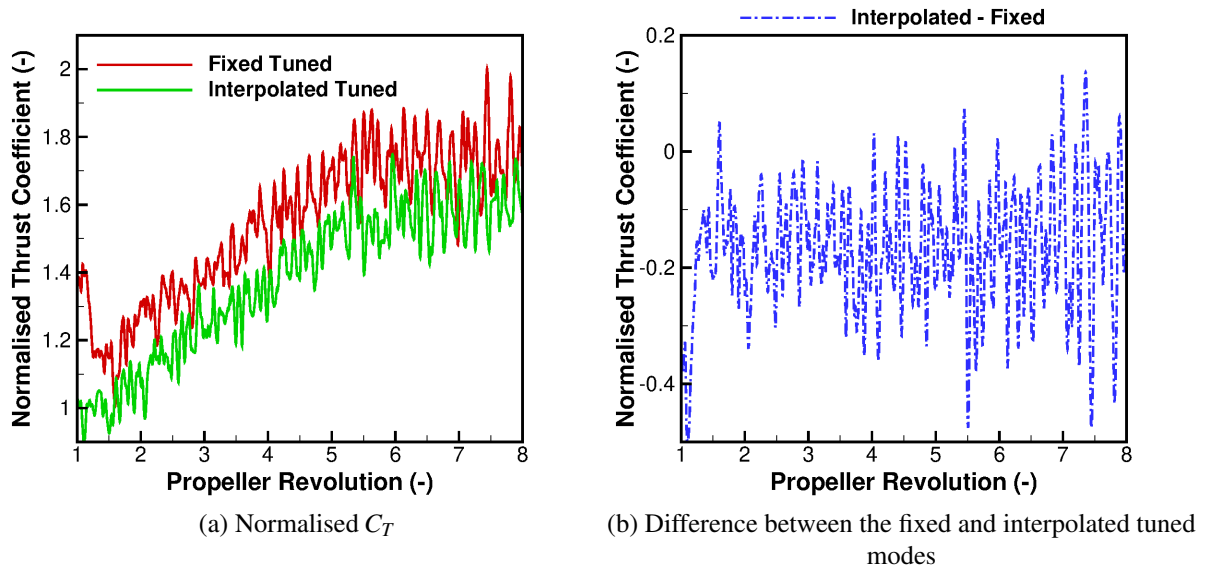 Normalised Thrust Coefficient (-)
2
1.8
1.6
1.4
1.2
1
Fixed Tuned
Interpolated Tuned
1 2 3 4 5 6 7 8
Propeller Revolution (-)
(a) Normalised C_T
Interpolated - Fixed
Normalised Thrust Coefficient (-)
0.2
0
-0.2
-0.4
1 2 3 4 5 6 7 8
Propeller Revolution (-)
(b) Difference between the fixed and interpolated tuned
modes